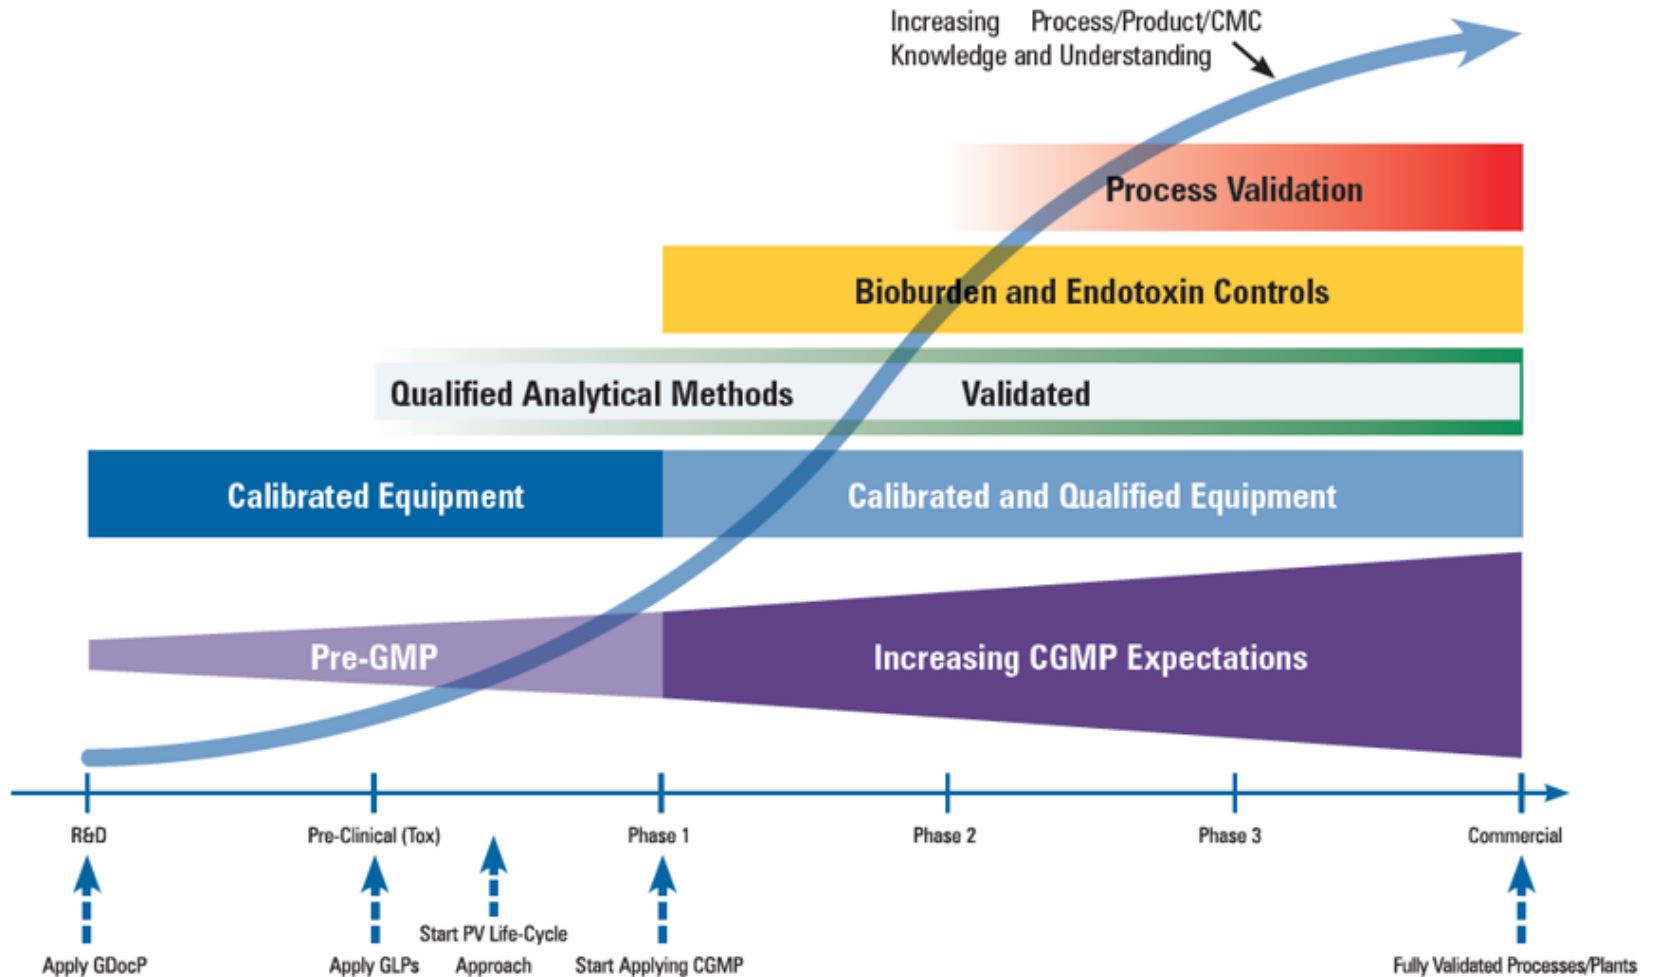 Increasing Process/Product/CMC
Knowledge and Understanding
Process Validation
Bioburden and Endotoxin Controls
Qualified Analytical Methods Validated
Calibrated Equipment Calibrated and Qualified Equipment
Pre-GMP Increasing CGMP Expectations
R&D Pre-Clinical (Tox) Phase 1 Phase 2 Phase 3 Commercial
Start PV Life-Cycle
Apply GDocP Apply GLPs Approach Start Applying CGMP Fully Validated Processes/Plants